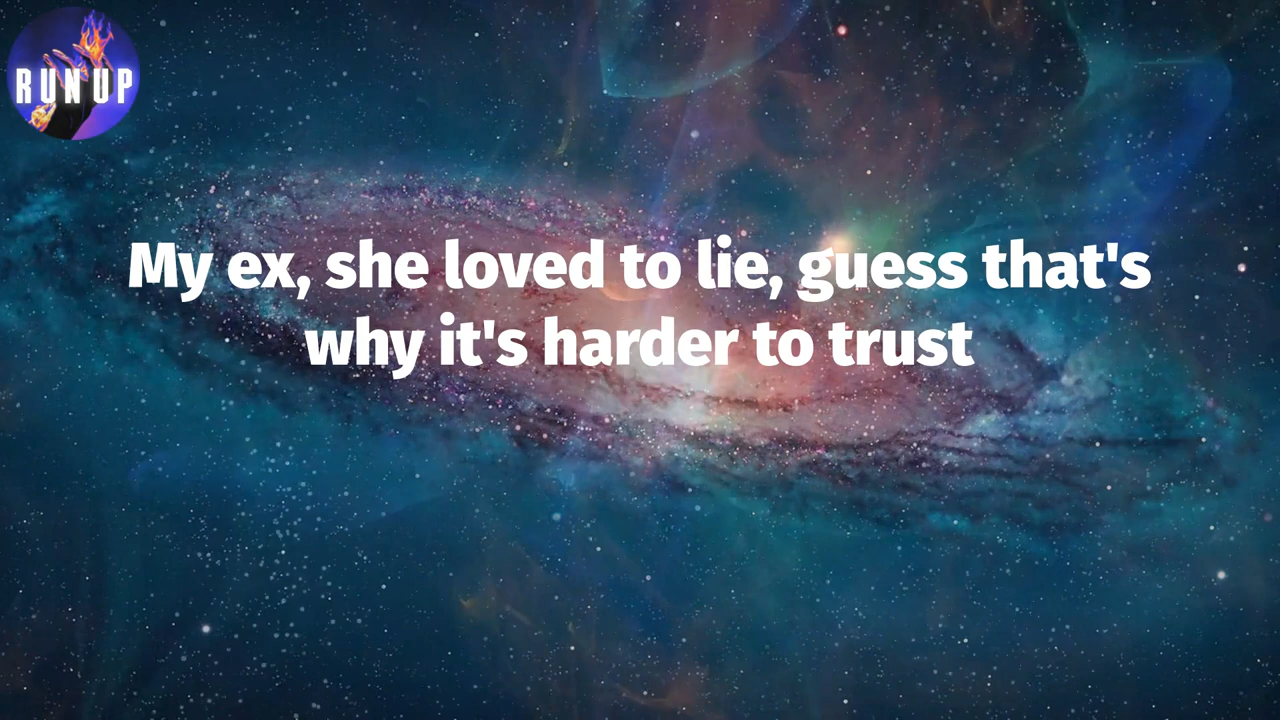 RUN UP
My ex, she loved to lie, guess that's
why it's harder to trust